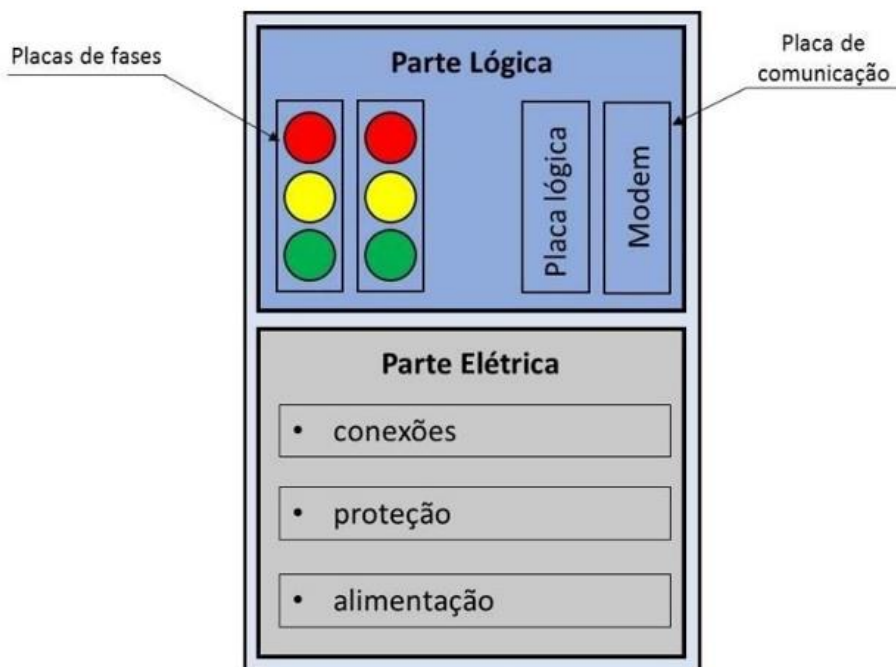 Placas de fases
Placa de
comunicação
Parte Lógica
Placa lógica
Modem
Parte Elétrica
• conexões
• proteção
• alimentação